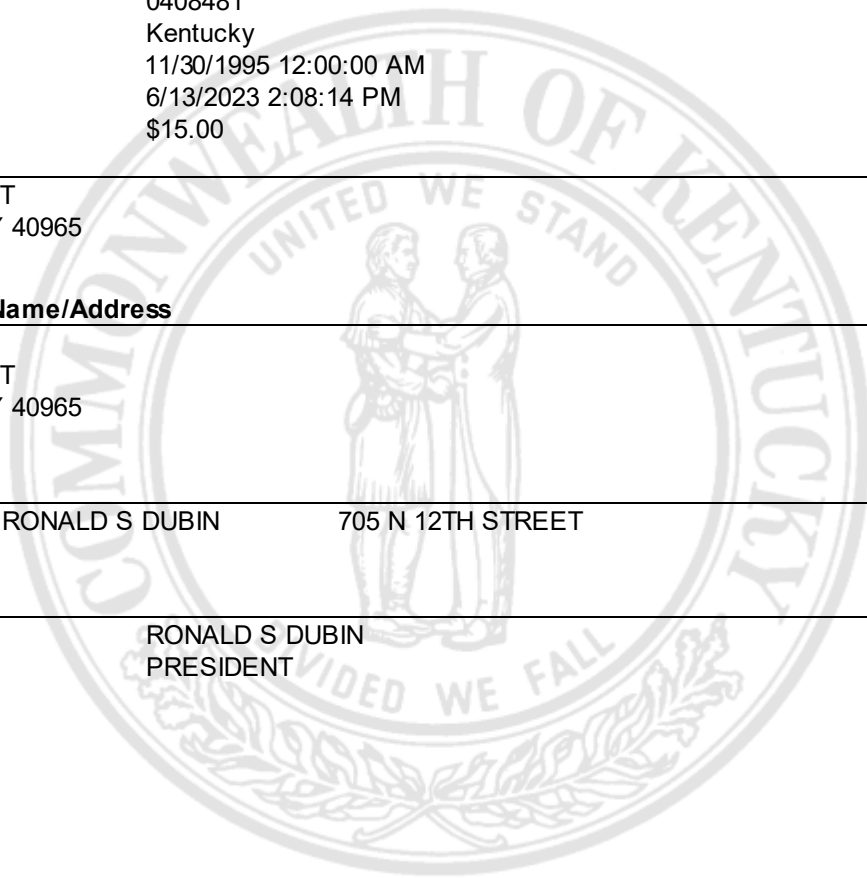 0408481
Kentucky
11/30/1995 12:00:00 AM
6/13/2023 2:08:14 PM
$15.00
T
40965
Name/Address
T
40965
RONALD S DUBIN 705 N 12TH STREET
RONALD S DUBIN
PRESIDENT
COMMONWEALTH OF KENTUCKY
UNITED WE STAND
DIVIDED WE FALL